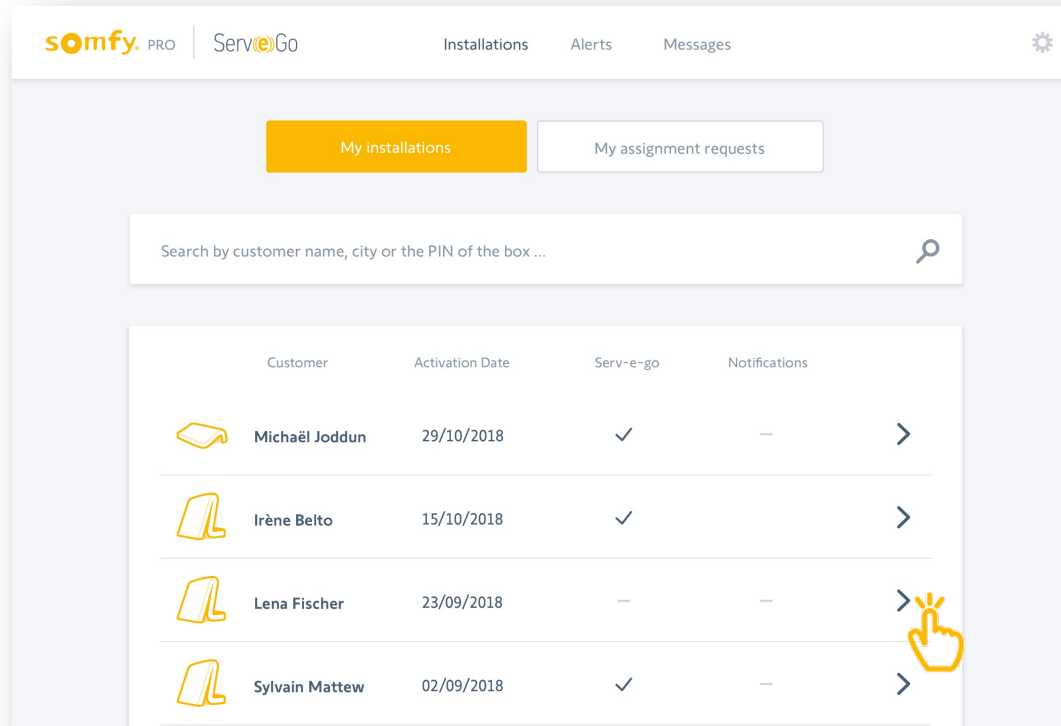 somfy. PRO Serv(e)Go Installations Alerts Messages
My installations My assignment requests
Search by customer name, city or the PIN of the box ...
Customer Activation Date Serv-e-go Notifications
Michaël Joddun 29/10/2018 ✓ –
Irène Belto 15/10/2018 ✓
Lena Fischer 23/09/2018 – –
Sylvain Mattew 02/09/2018 ✓ –